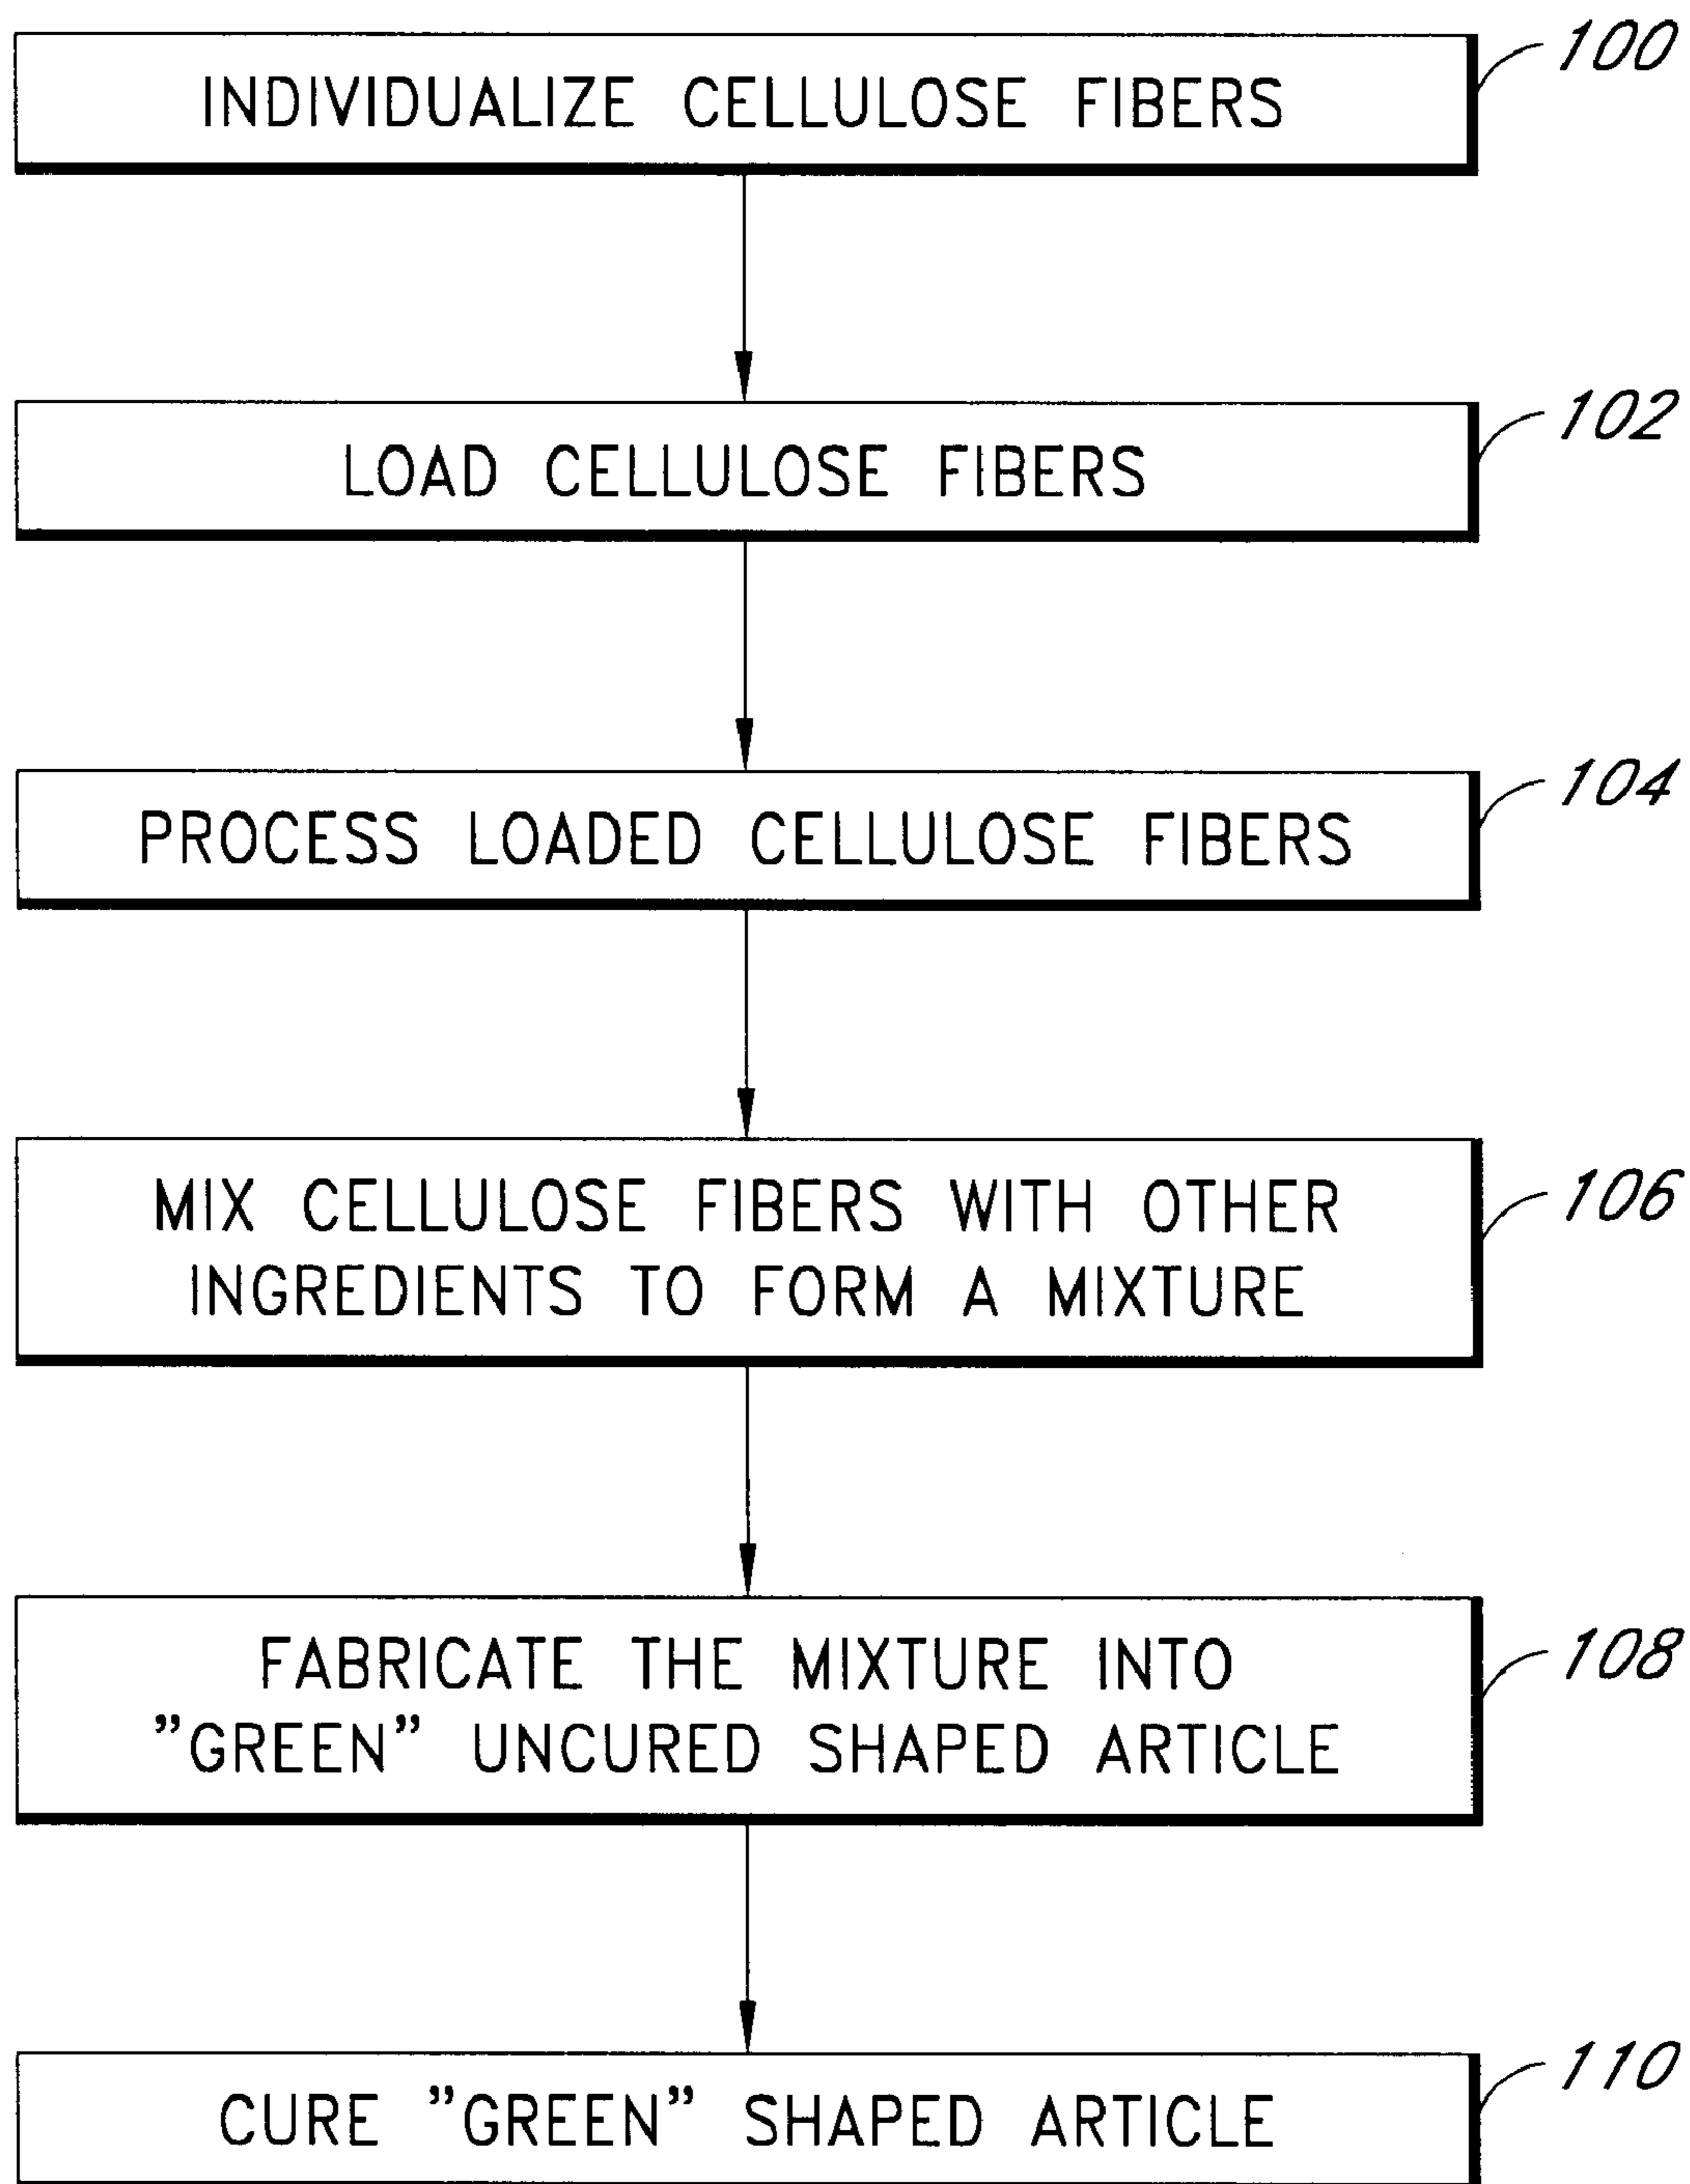 100
INDIVIDUALIZE CELLULOSE FIBERS
102
LOAD CELLULOSE FIBERS
104
PROCESS LOADED CELLULOSE FIBERS
106
MIX CELLULOSE FIBERS WITH OTHER
INGREDIENTS TO FORM A MIXTURE
108
FABRICATE THE MIXTURE INTO
”GREEN” UNCURED SHAPED ARTICLE
110
CURE ”GREEN” SHAPED ARTICLE